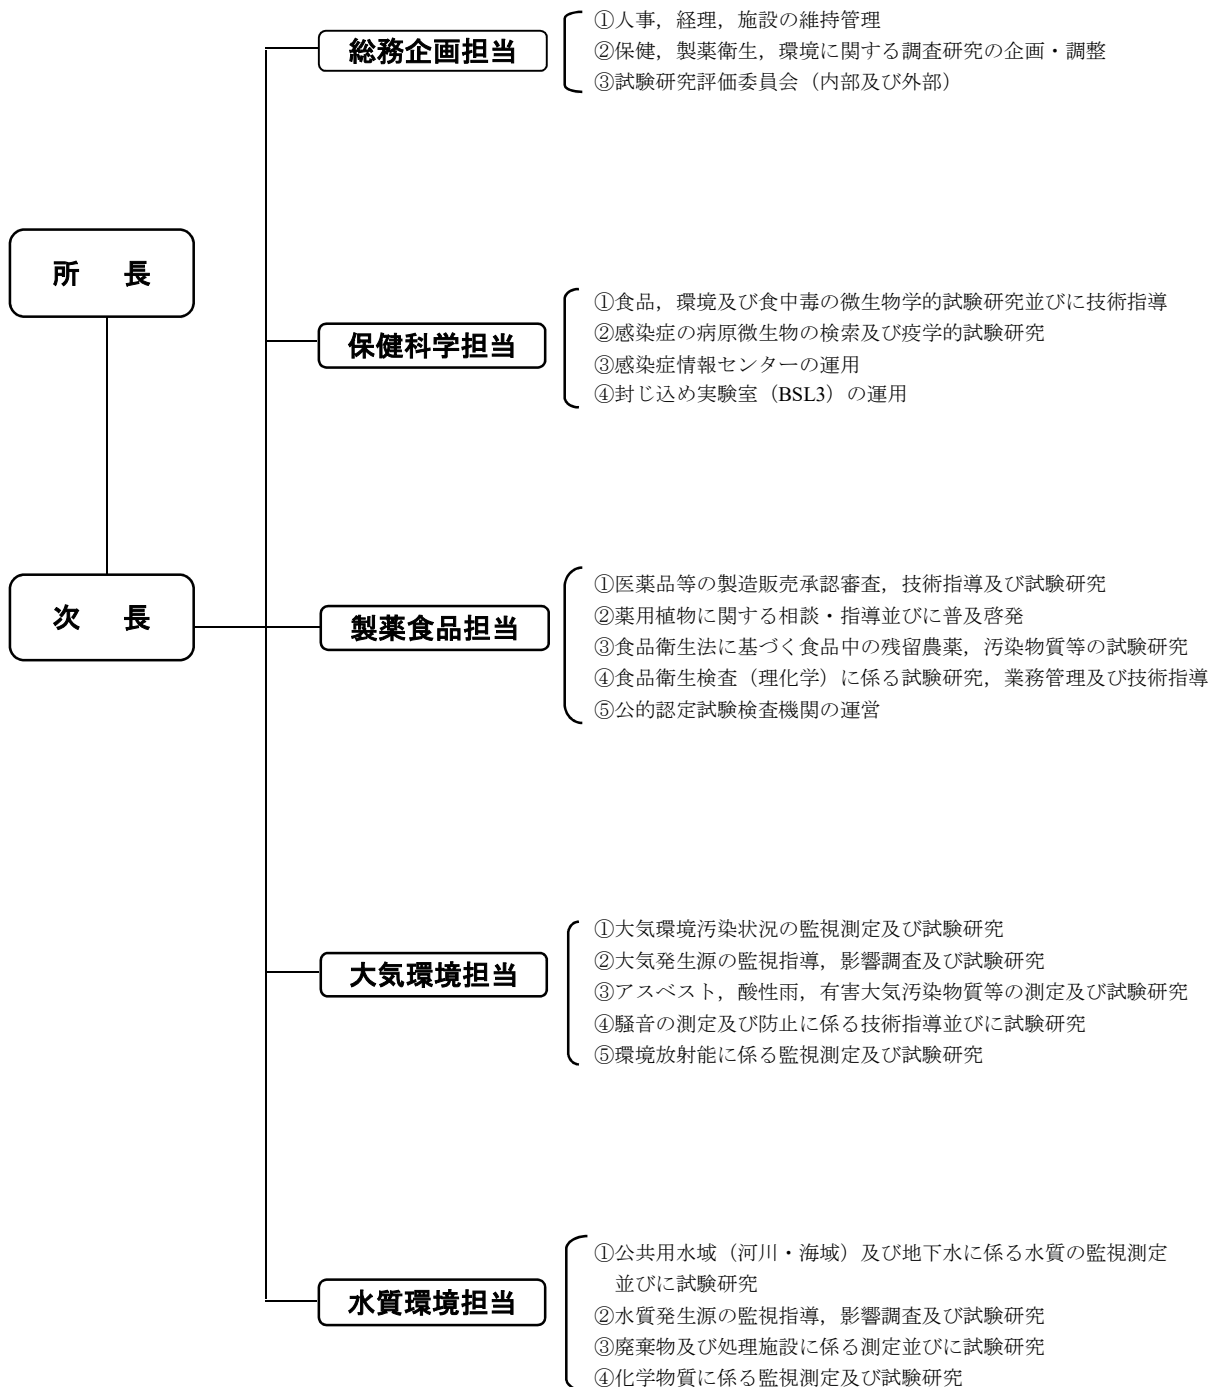 所　長
次　長
総務企画担当
①人事，経理，施設の維持管理
②保健，製薬衛生，環境に関する調査研究の企画・調整
③試験研究評価委員会（内部及び外部）
保健科学担当
①食品，環境及び食中毒の微生物学的試験研究並びに技術指導
②感染症の病原微生物の検索及び疫学的試験研究
③感染症情報センターの運用
④封じ込め実験室（BSL3）の運用
製薬食品担当
①医薬品等の製造販売承認審査，技術指導及び試験研究
②薬用植物に関する相談・指導並びに普及啓発
③食品衛生法に基づく食品中の残留農薬，汚染物質等の試験研究
④食品衛生検査（理化学）に係る試験研究，業務管理及び技術指導
⑤公的認定試験検査機関の運営
大気環境担当
①大気環境汚染状況の監視測定及び試験研究
②大気発生源の監視指導，影響調査及び試験研究
③アスベスト，酸性雨，有害大気汚染物質等の測定及び試験研究
④騒音の測定及び防止に係る技術指導並びに試験研究
⑤環境放射能に係る監視測定及び試験研究
水質環境担当
①公共用水域（河川・海域）及び地下水に係る水質の監視測定
並びに試験研究
②水質発生源の監視指導，影響調査及び試験研究
③廃棄物及び処理施設に係る測定並びに試験研究
④化学物質に係る監視測定及び試験研究